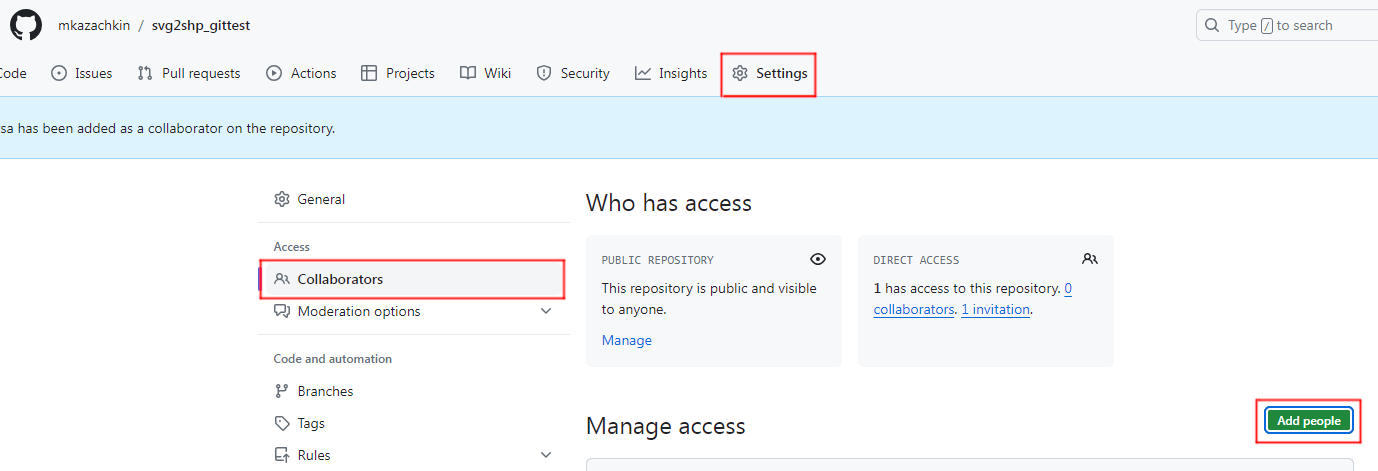 mkazachkin / svg2shp_gittest
Type / to search
Code Issues Pull requests Actions Projects Wiki Security Insights Settings
sa has been added as a collaborator on the repository.
General
Access
Collaborators
Moderation options
Code and automation
Branches
Tags
Rules
Who has access
PUBLIC REPOSITORY
This repository is public and visible
to anyone.
Manage
DIRECT ACCESS
1 has access to this repository. 0
collaborators. 1 invitation.
Manage access
Add people